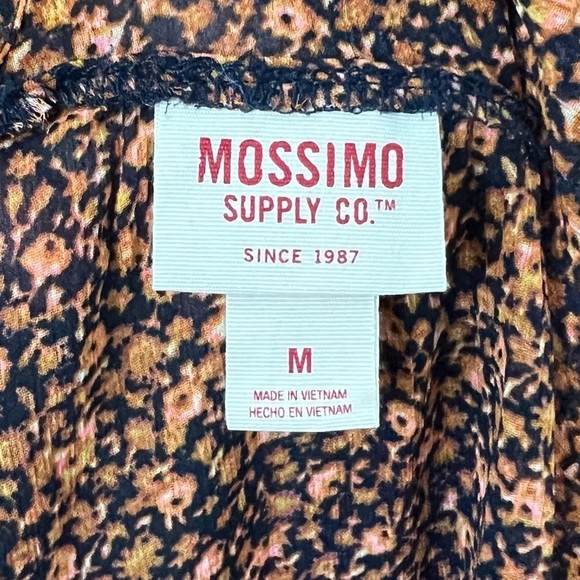 MOSSIMO
SUPPLY CO.™
SINCE 1987
M
MADE IN VIETNAM
HECHO EN VIETNAM